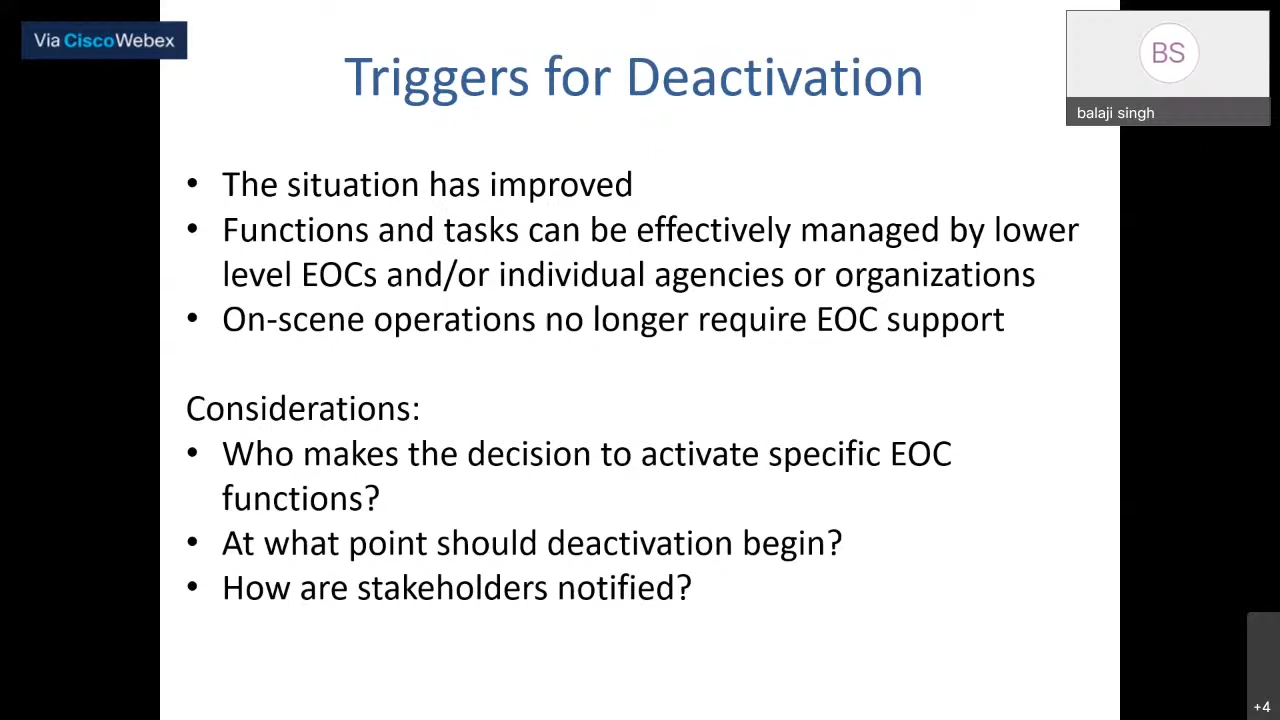 Via CiscoWebex
BS
balaji singh
Triggers for Deactivation
• The situation has improved
• Functions and tasks can be effectively managed by lower
level EOCs and/or individual agencies or organizations
• On-scene operations no longer require EOC support
Considerations:
• Who makes the decision to activate specific EOC
functions?
• At what point should deactivation begin?
• How are stakeholders notified?
+4